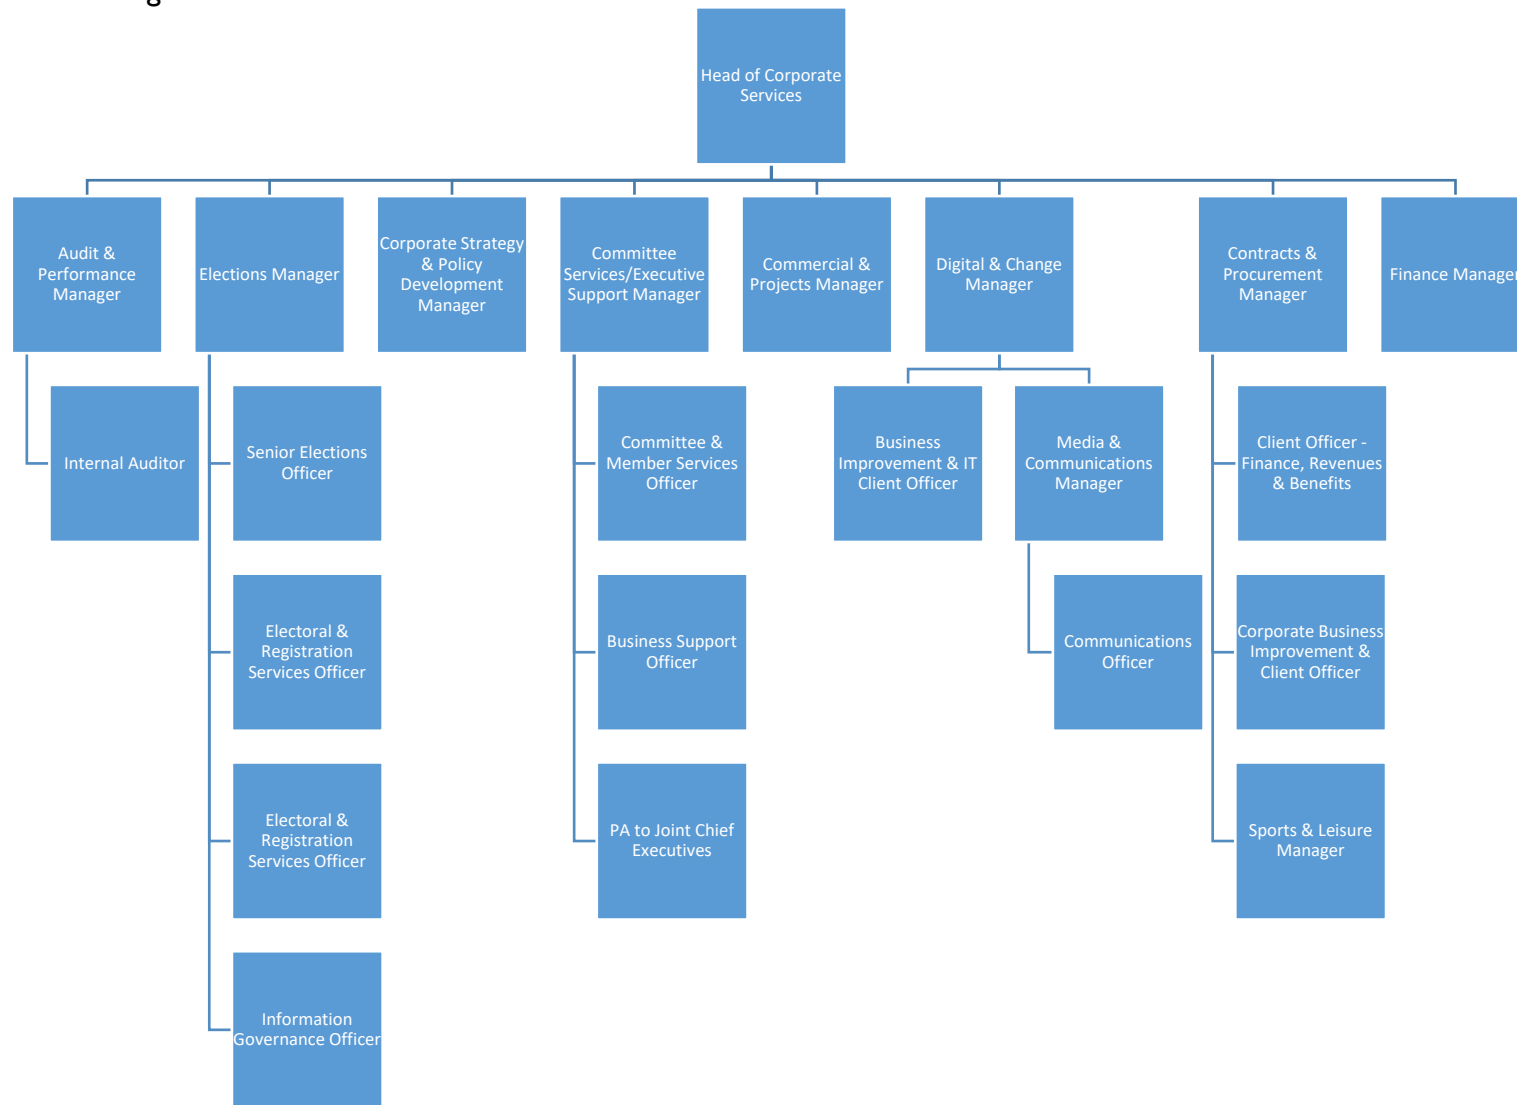 Head of Corporate
Services
Audit &
Performance
Manager
Elections Manager
Corporate Strategy
& Policy
Development
Manager
Committee
Services/Executive
Support Manager
Commercial &
Projects Manager
Digital & Change
Manager
Contracts &
Procurement
Manager
Finance Manager
Internal Auditor
Senior Elections
Officer
Committee &
Member Services
Officer
Business
Improvement & IT
Client Officer
Media &
Communications
Manager
Client Officer -
Finance, Revenues
& Benefits
Electoral &
Registration
Services Officer
Business Support
Officer
Communications
Officer
Corporate Business
Improvement &
Client Officer
Electoral &
Registration
Services Officer
PA to Joint Chief
Executives
Sports & Leisure
Manager
Information
Governance Officer